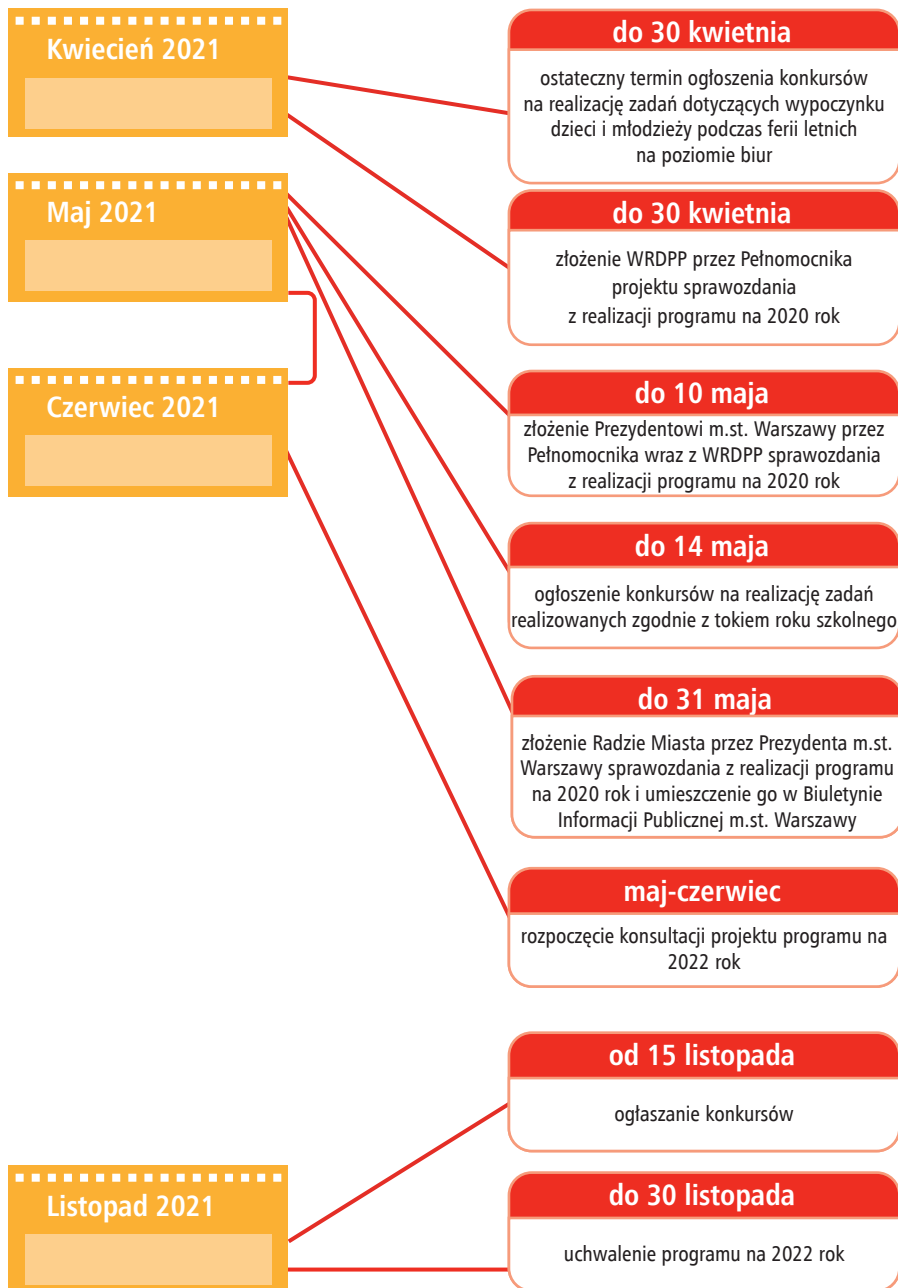 Kwiecień 2021
do 30 kwietnia
ostateczny termin ogłoszenia konkursów
na realizację zadań dotyczących wypoczynku
dzieci i młodzieży podczas ferii letnich
na poziomie biur
do 30 kwietnia
złożenie WRDPP przez Pełnomocnika
projektu sprawozdania
z realizacji programu na 2020 rok
Maj 2021
do 10 maja
złożenie Prezydentowi m.st. Warszawy przez
Pełnomocnika wraz z WRDPP sprawozdania
z realizacji programu na 2020 rok
do 14 maja
ogłoszenie konkursów na realizację zadań
realizowanych zgodnie z tokiem roku szkolnego
do 31 maja
złożenie Radzie Miasta przez Prezydenta m.st.
Warszawy sprawozdania z realizacji programu
na 2020 rok i umieszczenie go w Biuletynie
Informacji Publicznej m.st. Warszawy
Czerwiec 2021
maj-czerwiec
rozpoczęcie konsultacji projektu programu na
2022 rok
Listopad 2021
od 15 listopada
ogłaszanie konkursów
do 30 listopada
uchwalenie programu na 2022 rok